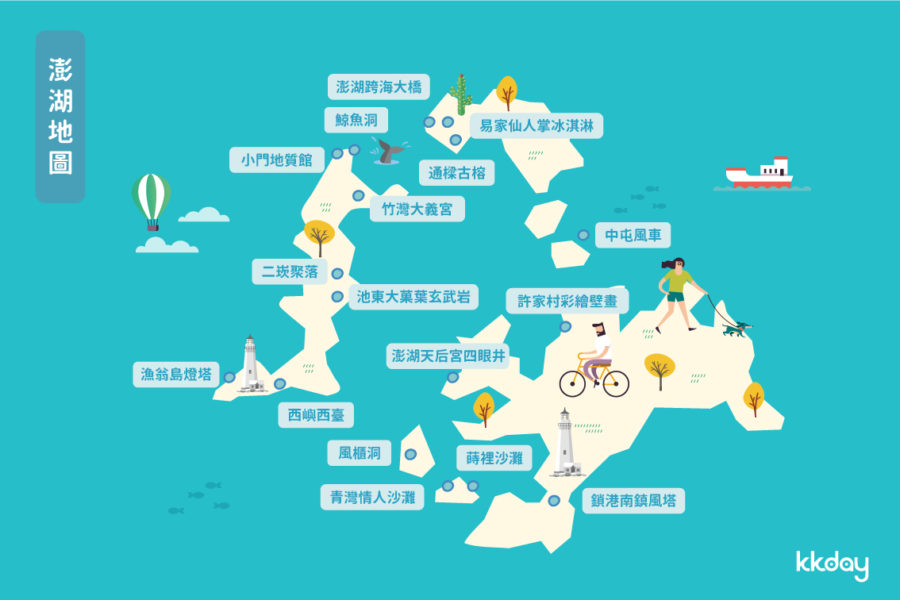 澎湖地圖
澎湖跨海大橋
鯨魚洞
易家仙人掌冰淇淋
小門地質館
通樑古榕
竹灣大義宮
中屯風車
二崁聚落
池東大菓葉玄武岩
許家村彩繪壁畫
澎湖天后宮四眼井
漁翁島燈塔
西嶼西臺
風櫃洞
蒔裡沙灘
青灣情人沙灘
鎖港南鎮風塔
kkday